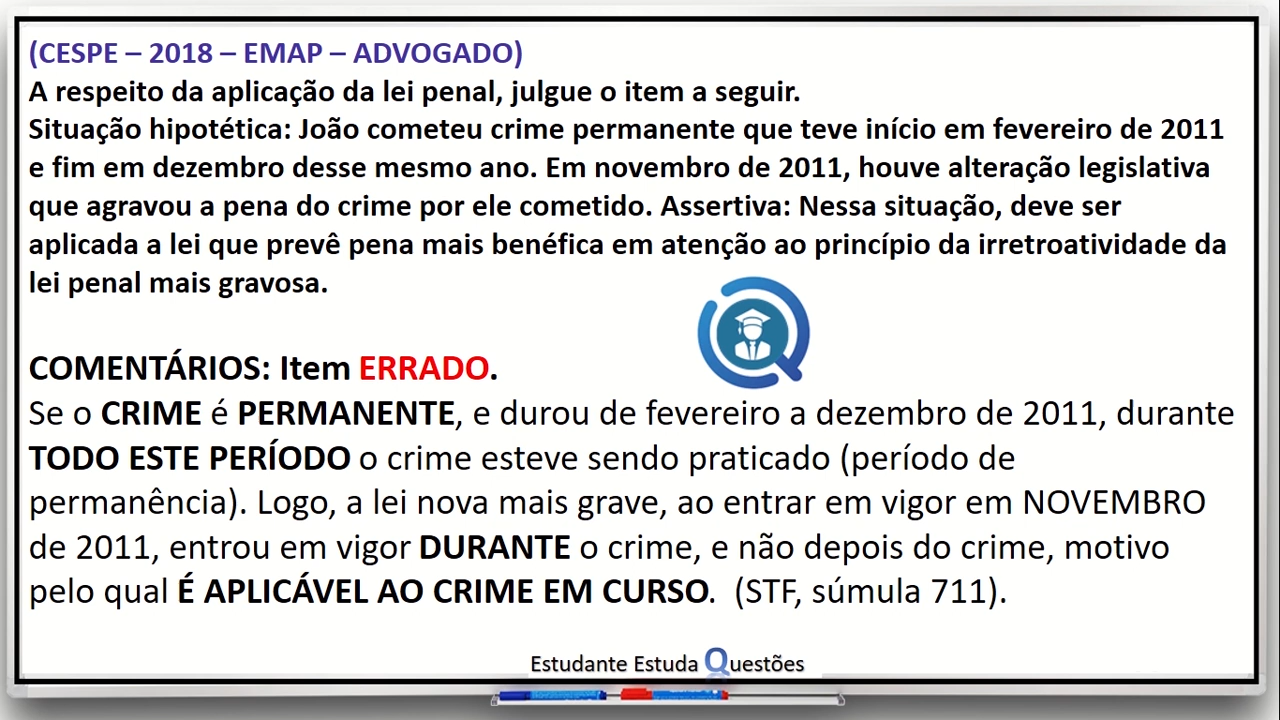 (CESPE – 2018 – EMAP – ADVOGADO)
A respeito da aplicação da lei penal, julgue o item a seguir.
Situação hipotética: João cometeu crime permanente que teve início em fevereiro de 2011
e fim em dezembro desse mesmo ano. Em novembro de 2011, houve alteração legislativa
que agravou a pena do crime por ele cometido. Assertiva: Nessa situação, deve ser
aplicada a lei que prevê pena mais benéfica em atenção ao princípio da irretroatividade da
lei penal mais gravosa.
COMENTÁRIOS: Item ERRADO.
Se o CRIME é PERMANENTE, e durou de fevereiro a dezembro de 2011, durante
TODO ESTE PERÍODO o crime esteve sendo praticado (período de
permanência). Logo, a lei nova mais grave, ao entrar em vigor em NOVEMBRO
de 2011, entrou em vigor DURANTE o crime, e não depois do crime, motivo
pelo qual É APLICÁVEL AO CRIME EM CURSO. (STF, súmula 711).
Estudante Estuda Questões